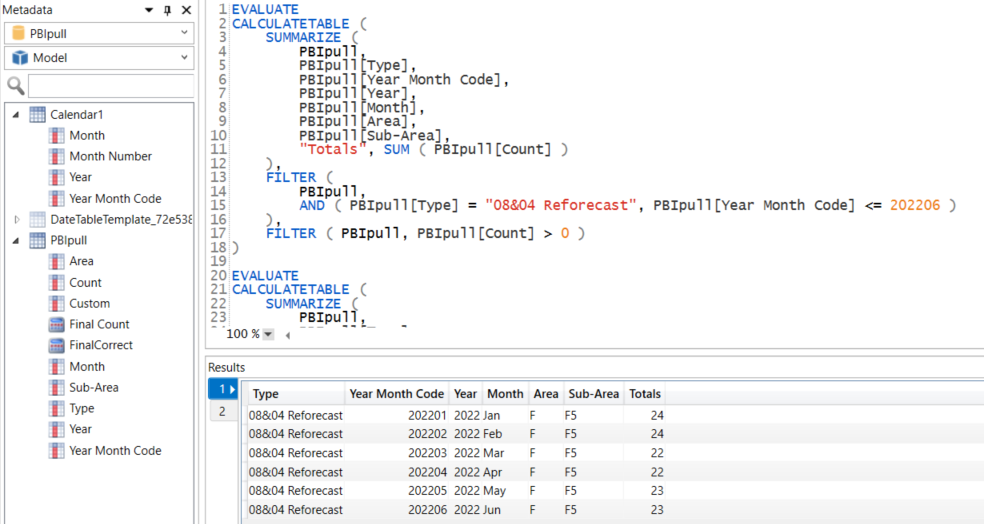 Metadata
PBIpull
Model
Calendar1
Month
Month Number
Year
Year Month Code
DateTableTemplate_72e538
PBIpull
Area
Count
Custom
Final Count
FinalCorrect
Month
Sub-Area
Type
Year
Year Month Code
1 EVALUATE
2 CALCULATETABLE (
3 SUMMARIZE (
4 PBIpull,
5 PBIpull[Type],
6 PBIpull[Year Month Code],
7 PBIpull[Year],
8 PBIpull[Month],
9 PBIpull[Area],
10 PBIpull[Sub-Area],
11 "Totals", SUM ( PBIpull[Count] )
12 ),
13 FILTER (
14 PBIpull,
15 AND ( PBIpull[Type] = "08&04 Reforecast", PBIpull[Year Month Code] <= 202206 )
16 ),
17 FILTER ( PBIpull, PBIpull[Count] > 0 )
18 )
19
20 EVALUATE
21 CALCULATETABLE (
22 SUMMARIZE (
23 PBIpull,
100 %
Results
1
2
Type Year Month Code Year Month Area Sub-Area Totals
08&04 Reforecast 202201 2022 Jan F F5 24
08&04 Reforecast 202202 2022 Feb F F5 24
08&04 Reforecast 202203 2022 Mar F F5 22
08&04 Reforecast 202204 2022 Apr F F5 22
08&04 Reforecast 202205 2022 May F F5 23
08&04 Reforecast 202206 2022 Jun F F5 23